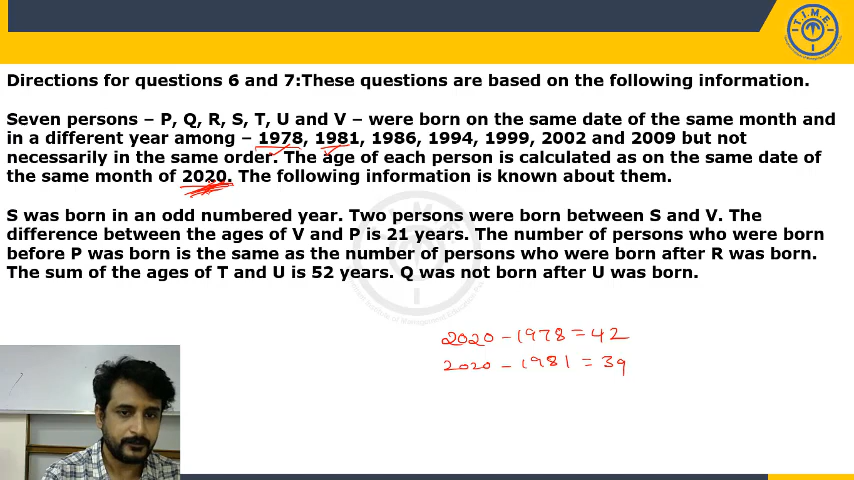 T.I.M.E.
Directions for questions 6 and 7:These questions are based on the following information.
Seven persons – P, Q, R, S, T, U and V – were born on the same date of the same month and
in a different year among – 1978, 1981, 1986, 1994, 1999, 2002 and 2009 but not
necessarily in the same order. The age of each person is calculated as on the same date of
the same month of 2020. The following information is known about them.
S was born in an odd numbered year. Two persons were born between S and V. The
difference between the ages of V and P is 21 years. The number of persons who were born
before P was born is the same as the number of persons who were born after R was born.
The sum of the ages of T and U is 52 years. Q was not born after U was born.
2020 - 1978 = 42
2020 - 1981 = 39